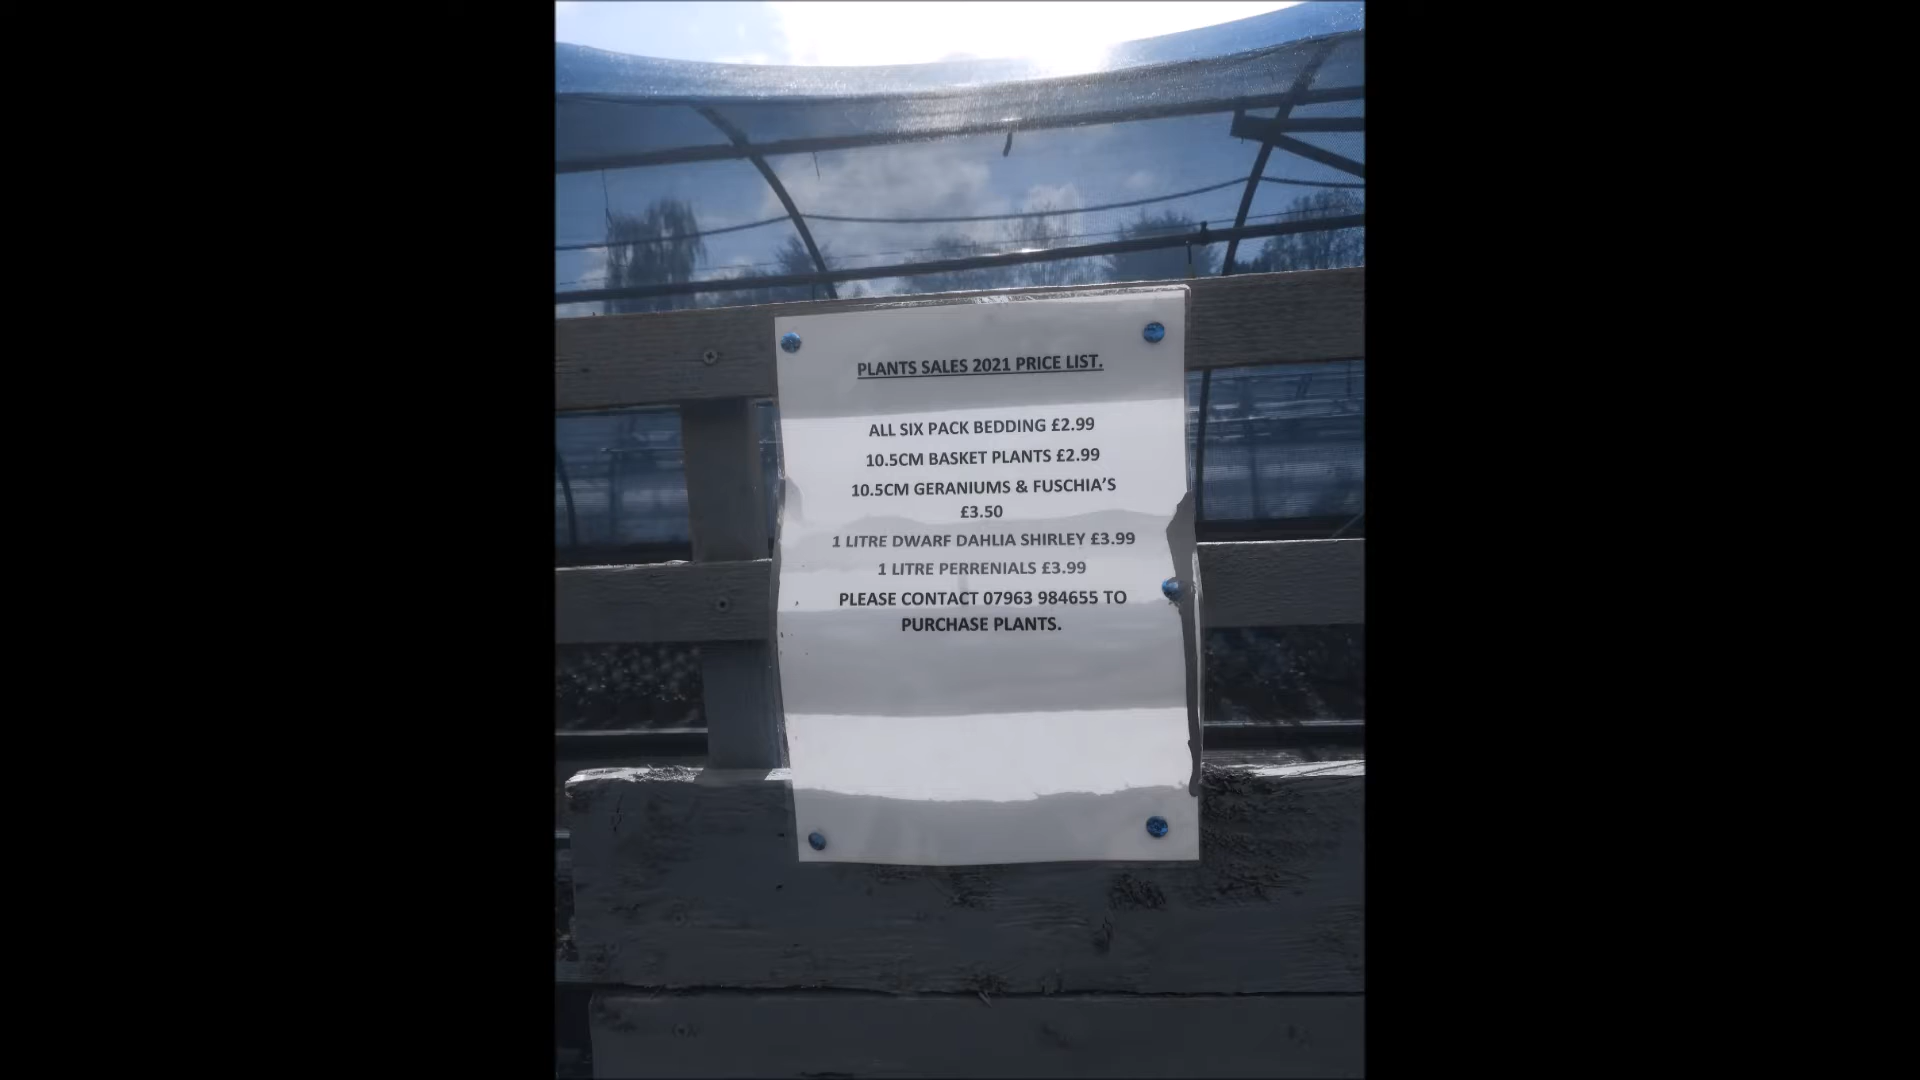 PLANTS SALES 2021 PRICE LIST.
ALL SIX PACK BEDDING £2.99
10.5CM BASKET PLANTS £2.99
10.5CM GERANIUMS & FUSCHIA'S
£3.50
1 LITRE DWARF DAHLIA SHIRLEY £3.99
1 LITRE PERRENIALS £3.99
PLEASE CONTACT 07963 984655 TO
PURCHASE PLANTS.